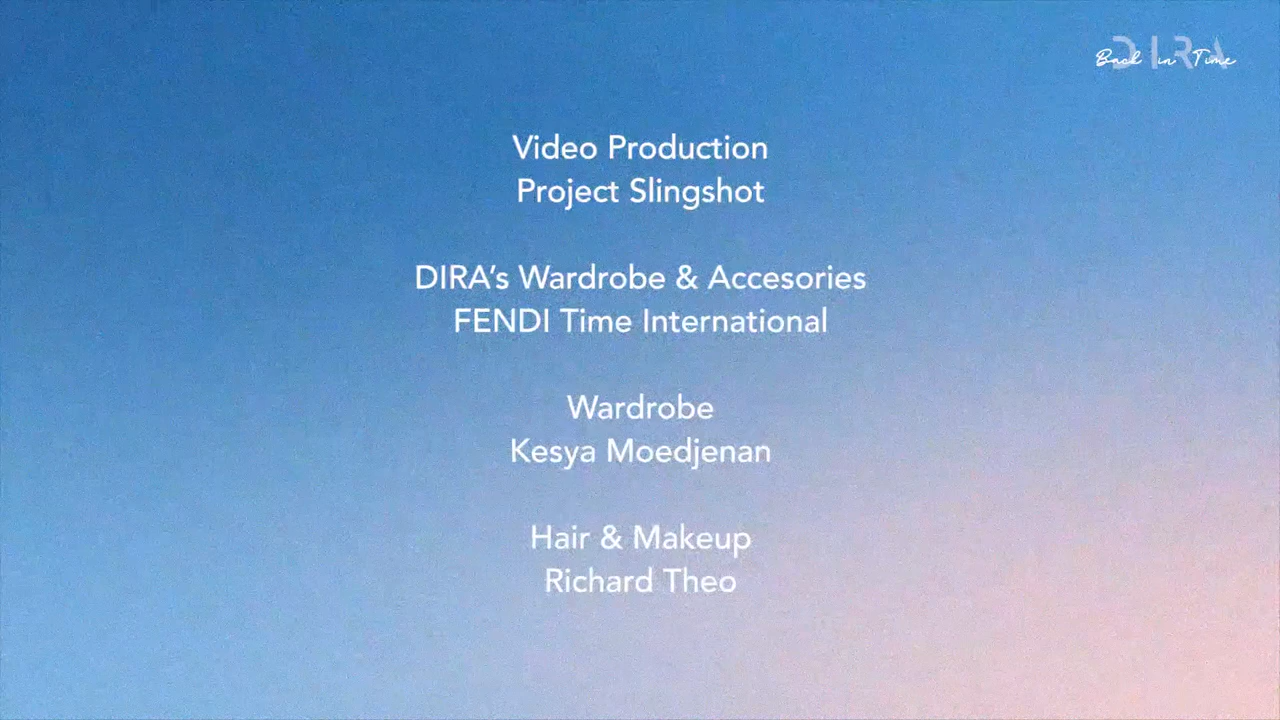 DIRA
Back in Time
Video Production
Project Slingshot
DIRA’s Wardrobe & Accesories
FENDI Time International
Wardrobe
Kesya Moedjenan
Hair & Makeup
Richard Theo